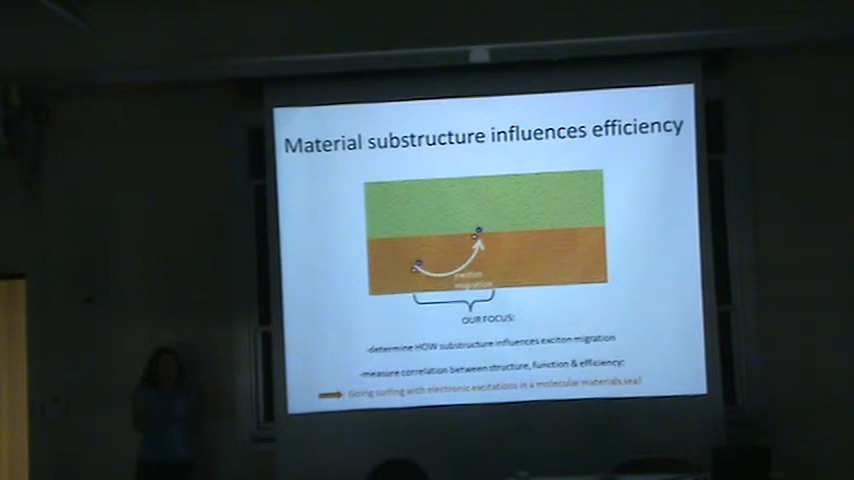 Material substructure influences efficiency
exciton
migration
OUR FOCUS:
-determine HOW substructure influences exciton migration
-measure correlation between structure, function & efficiency:
Going surfing with electronic excitations in a molecular materials sea!